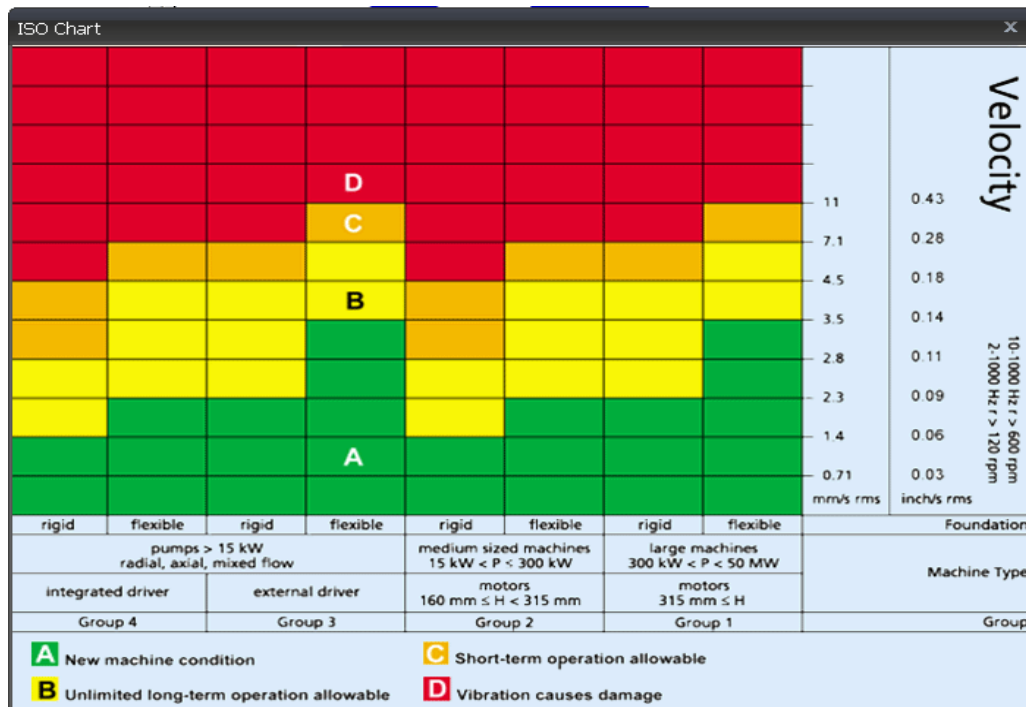 ISO Chart
x
D
C
B
A
11
7.1
4.5
3.5
2.8
2.3
1.4
0.71
mm/s rms
0.43
0.28
0.18
0.14
0.11
0.09
0.06
0.03
inch/s rms
Velocity
10-1000 Hz r > 600 rpm
2-1000 Hz r > 120 rpm
rigid flexible rigid flexible rigid flexible rigid flexible Foundation
pumps > 15 kW
radial, axial, mixed flow
medium sized machines
15 kW < P ≤ 300 kW
large machines
300 kW < P < 50 MW
Machine Type
integrated driver
external driver
motors
160 mm ≤ H < 315 mm
motors
315 mm ≤ H
Group 4 Group 3 Group 2 Group 1 Group
A New machine condition
C Short-term operation allowable
B Unlimited long-term operation allowable
D Vibration causes damage